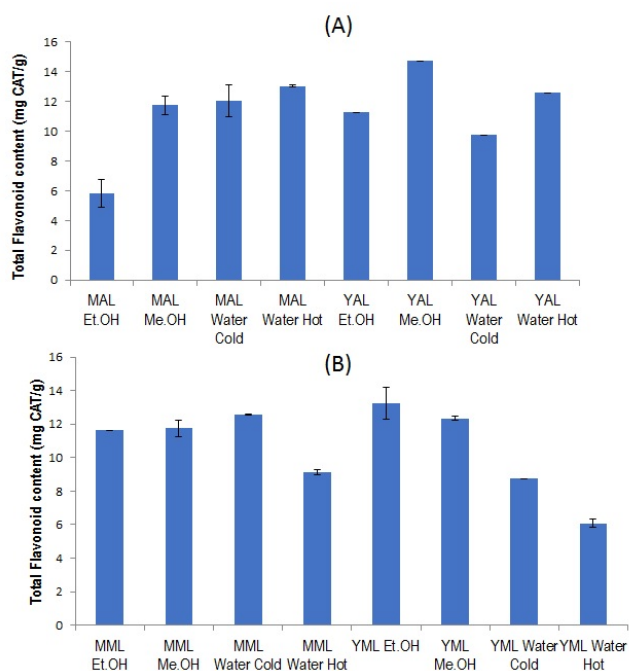 (A)
Total Flavonoid content (mg CAT/g)
16
14
12
10
8
6
4
2
0
MAL Et.OH
MAL Me.OH
MAL Water Cold
MAL Water Hot
YAL Et.OH
YAL Me.OH
YAL Water Cold
YAL Water Hot
(B)
Total Flavonoid content (mg CAT/g)
16
14
12
10
8
6
4
2
0
MML Et.OH
MML Me.OH
MML Water Cold
MML Water Hot
YML Et.OH
YML Me.OH
YML Water Cold
YML Water Hot